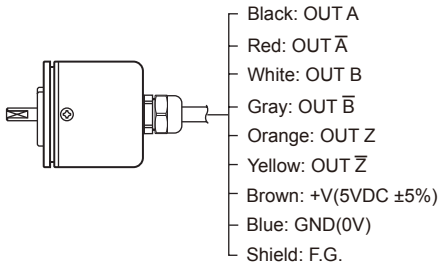 Black: OUT A
Red: OUT A̅
White: OUT B
Gray: OUT B̅
Orange: OUT Z
Yellow: OUT Z̅
Brown: +V(5VDC ±5%)
Blue: GND(0V)
Shield: F.G.